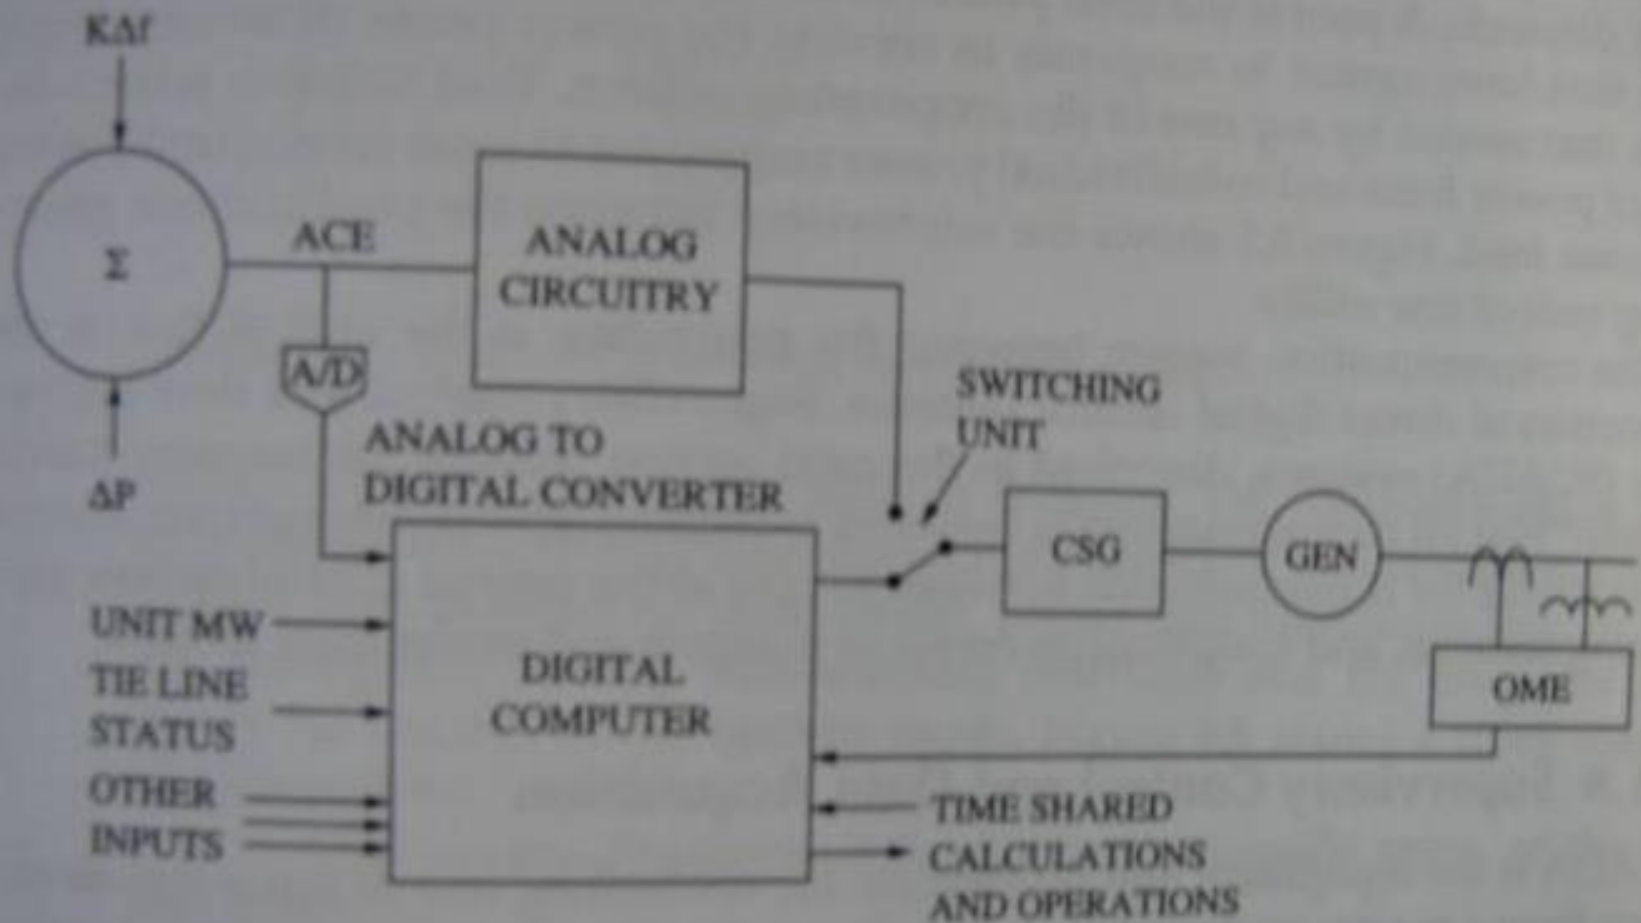 KΔf
Σ
ACE
ANALOG
CIRCUITRY
A/D
ΔP
ANALOG TO
DIGITAL CONVERTER
SWITCHING
UNIT
CSG
GEN
OME
UNIT MW
TIE LINE
STATUS
OTHER
INPUTS
DIGITAL
COMPUTER
TIME SHARED
CALCULATIONS
AND OPERATIONS